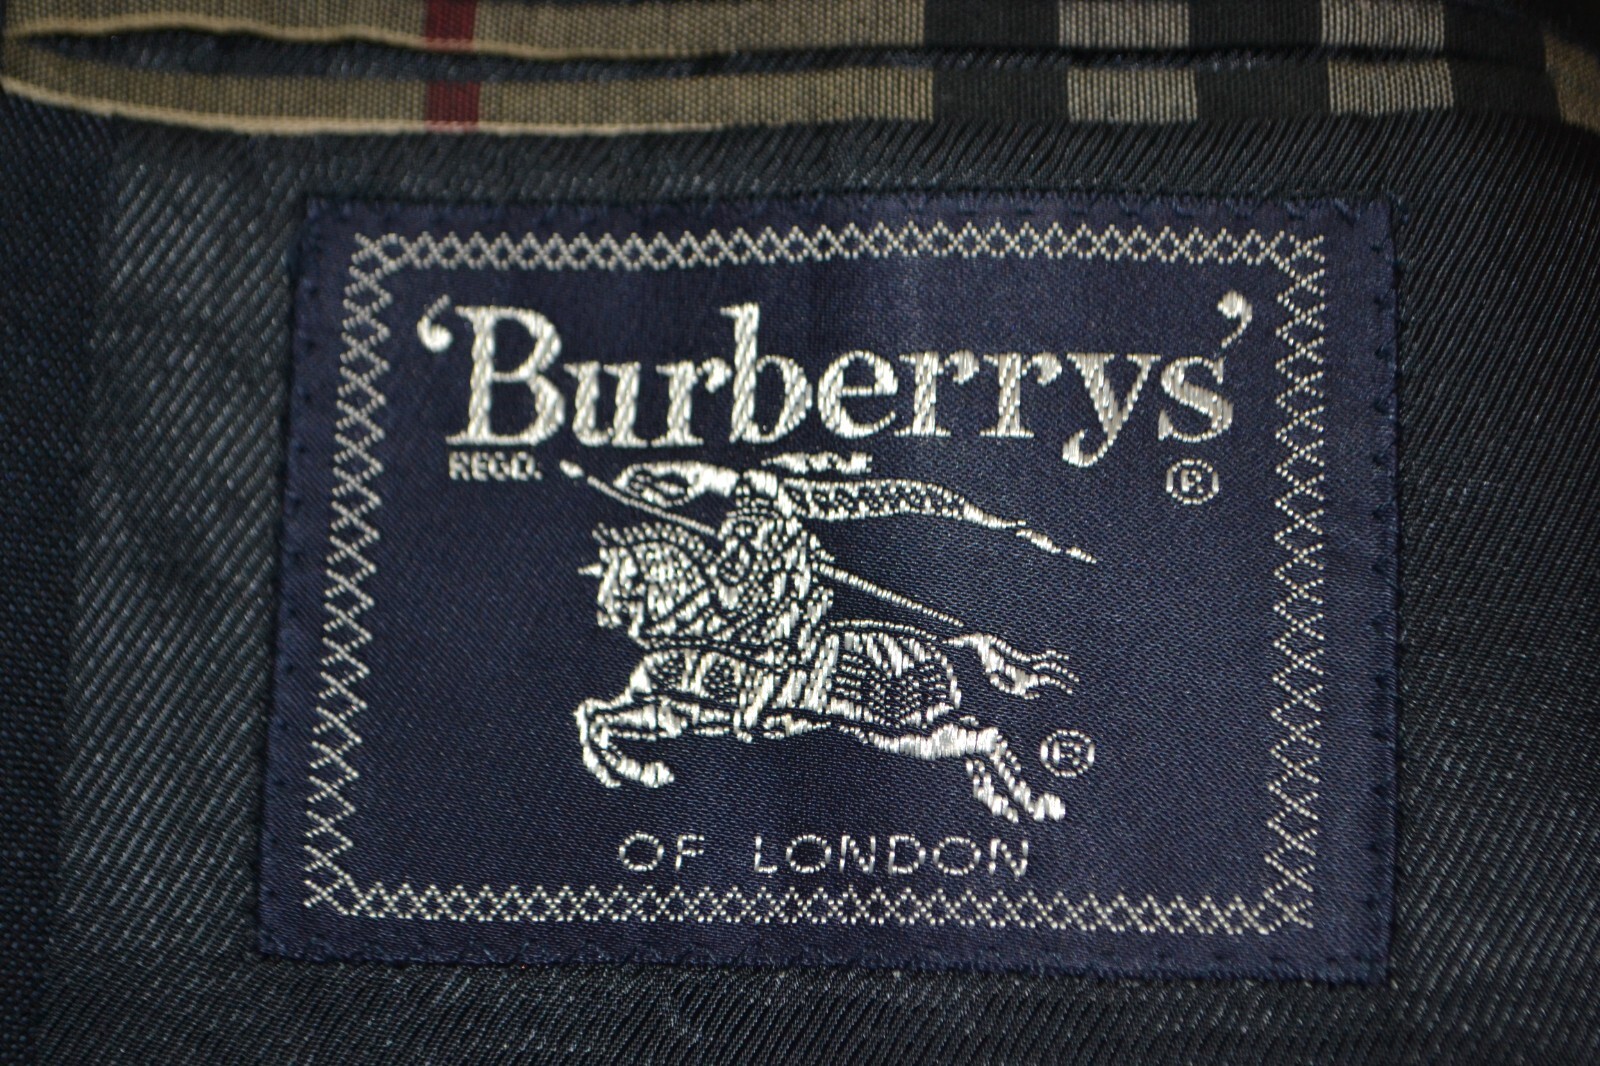 ‘Burberrys’
REGD. ®
®
OF LONDON